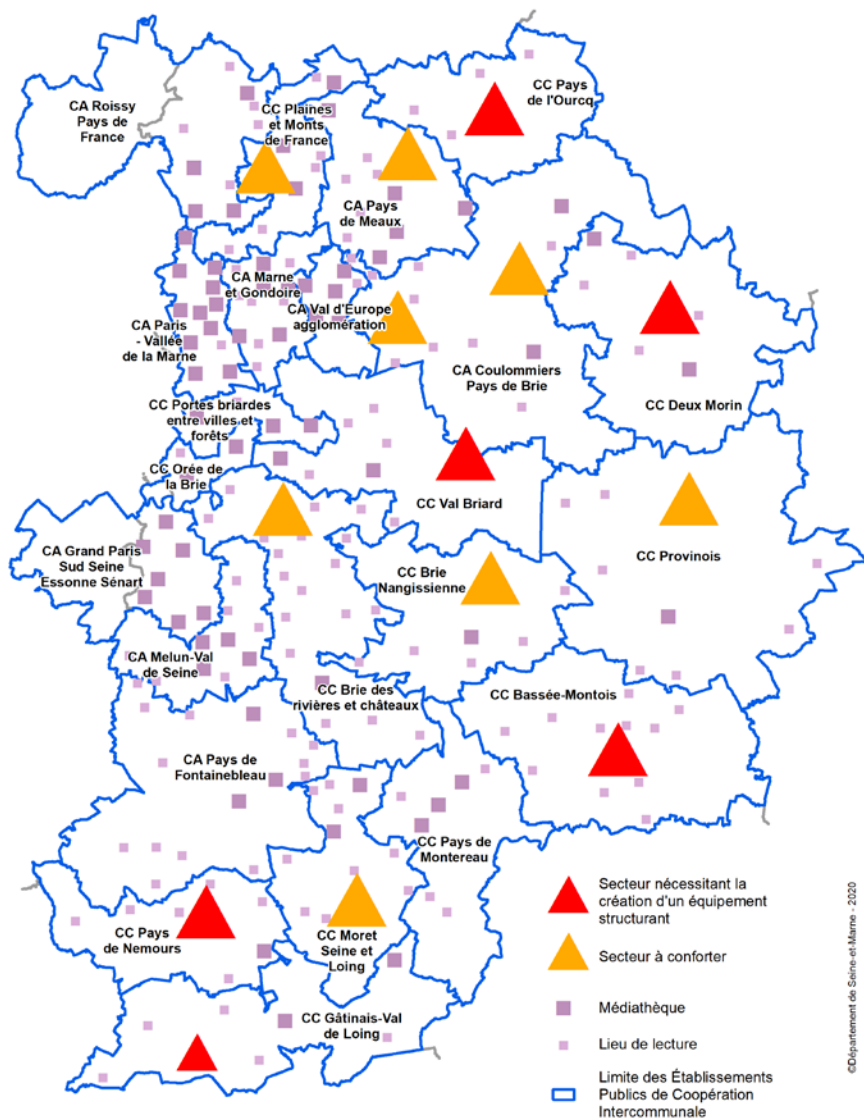 CA Roissy
Pays de
France
CC Plaines
et Monts
de France
CC Pays
de l'Ourcq
CA Pays
de Meaux
CA Marne
et Gondoire
CA Val d'Europe
agglomération
CA Paris
- Vallée
de la Marne
CA Coulommiers
Pays de Brie
CC Deux Morin
CC Portes briardes
entre villes et
forêts
CC Orée de
la Brie
CC Val Briard
CA Grand Paris
Sud Seine
Essonne Sénart
CC Brie
Nangissienne
CC Provinois
CA Melun-Val
de Seine
CC Brie des
rivières et châteaux
CC Bassée-Montois
CA Pays de
Fontainebleau
CC Pays de
Montereau
CC Pays
de Nemours
CC Moret
Seine et
Loing
CC Gâtinais-Val
de Loing
Secteur nécessitant la
création d'un équipement
structurant
Secteur à conforter
Médiathèque
Lieu de lecture
Limite des Établissements
Publics de Coopération
Intercommunale
©Département de Seine-et-Marne - 2020